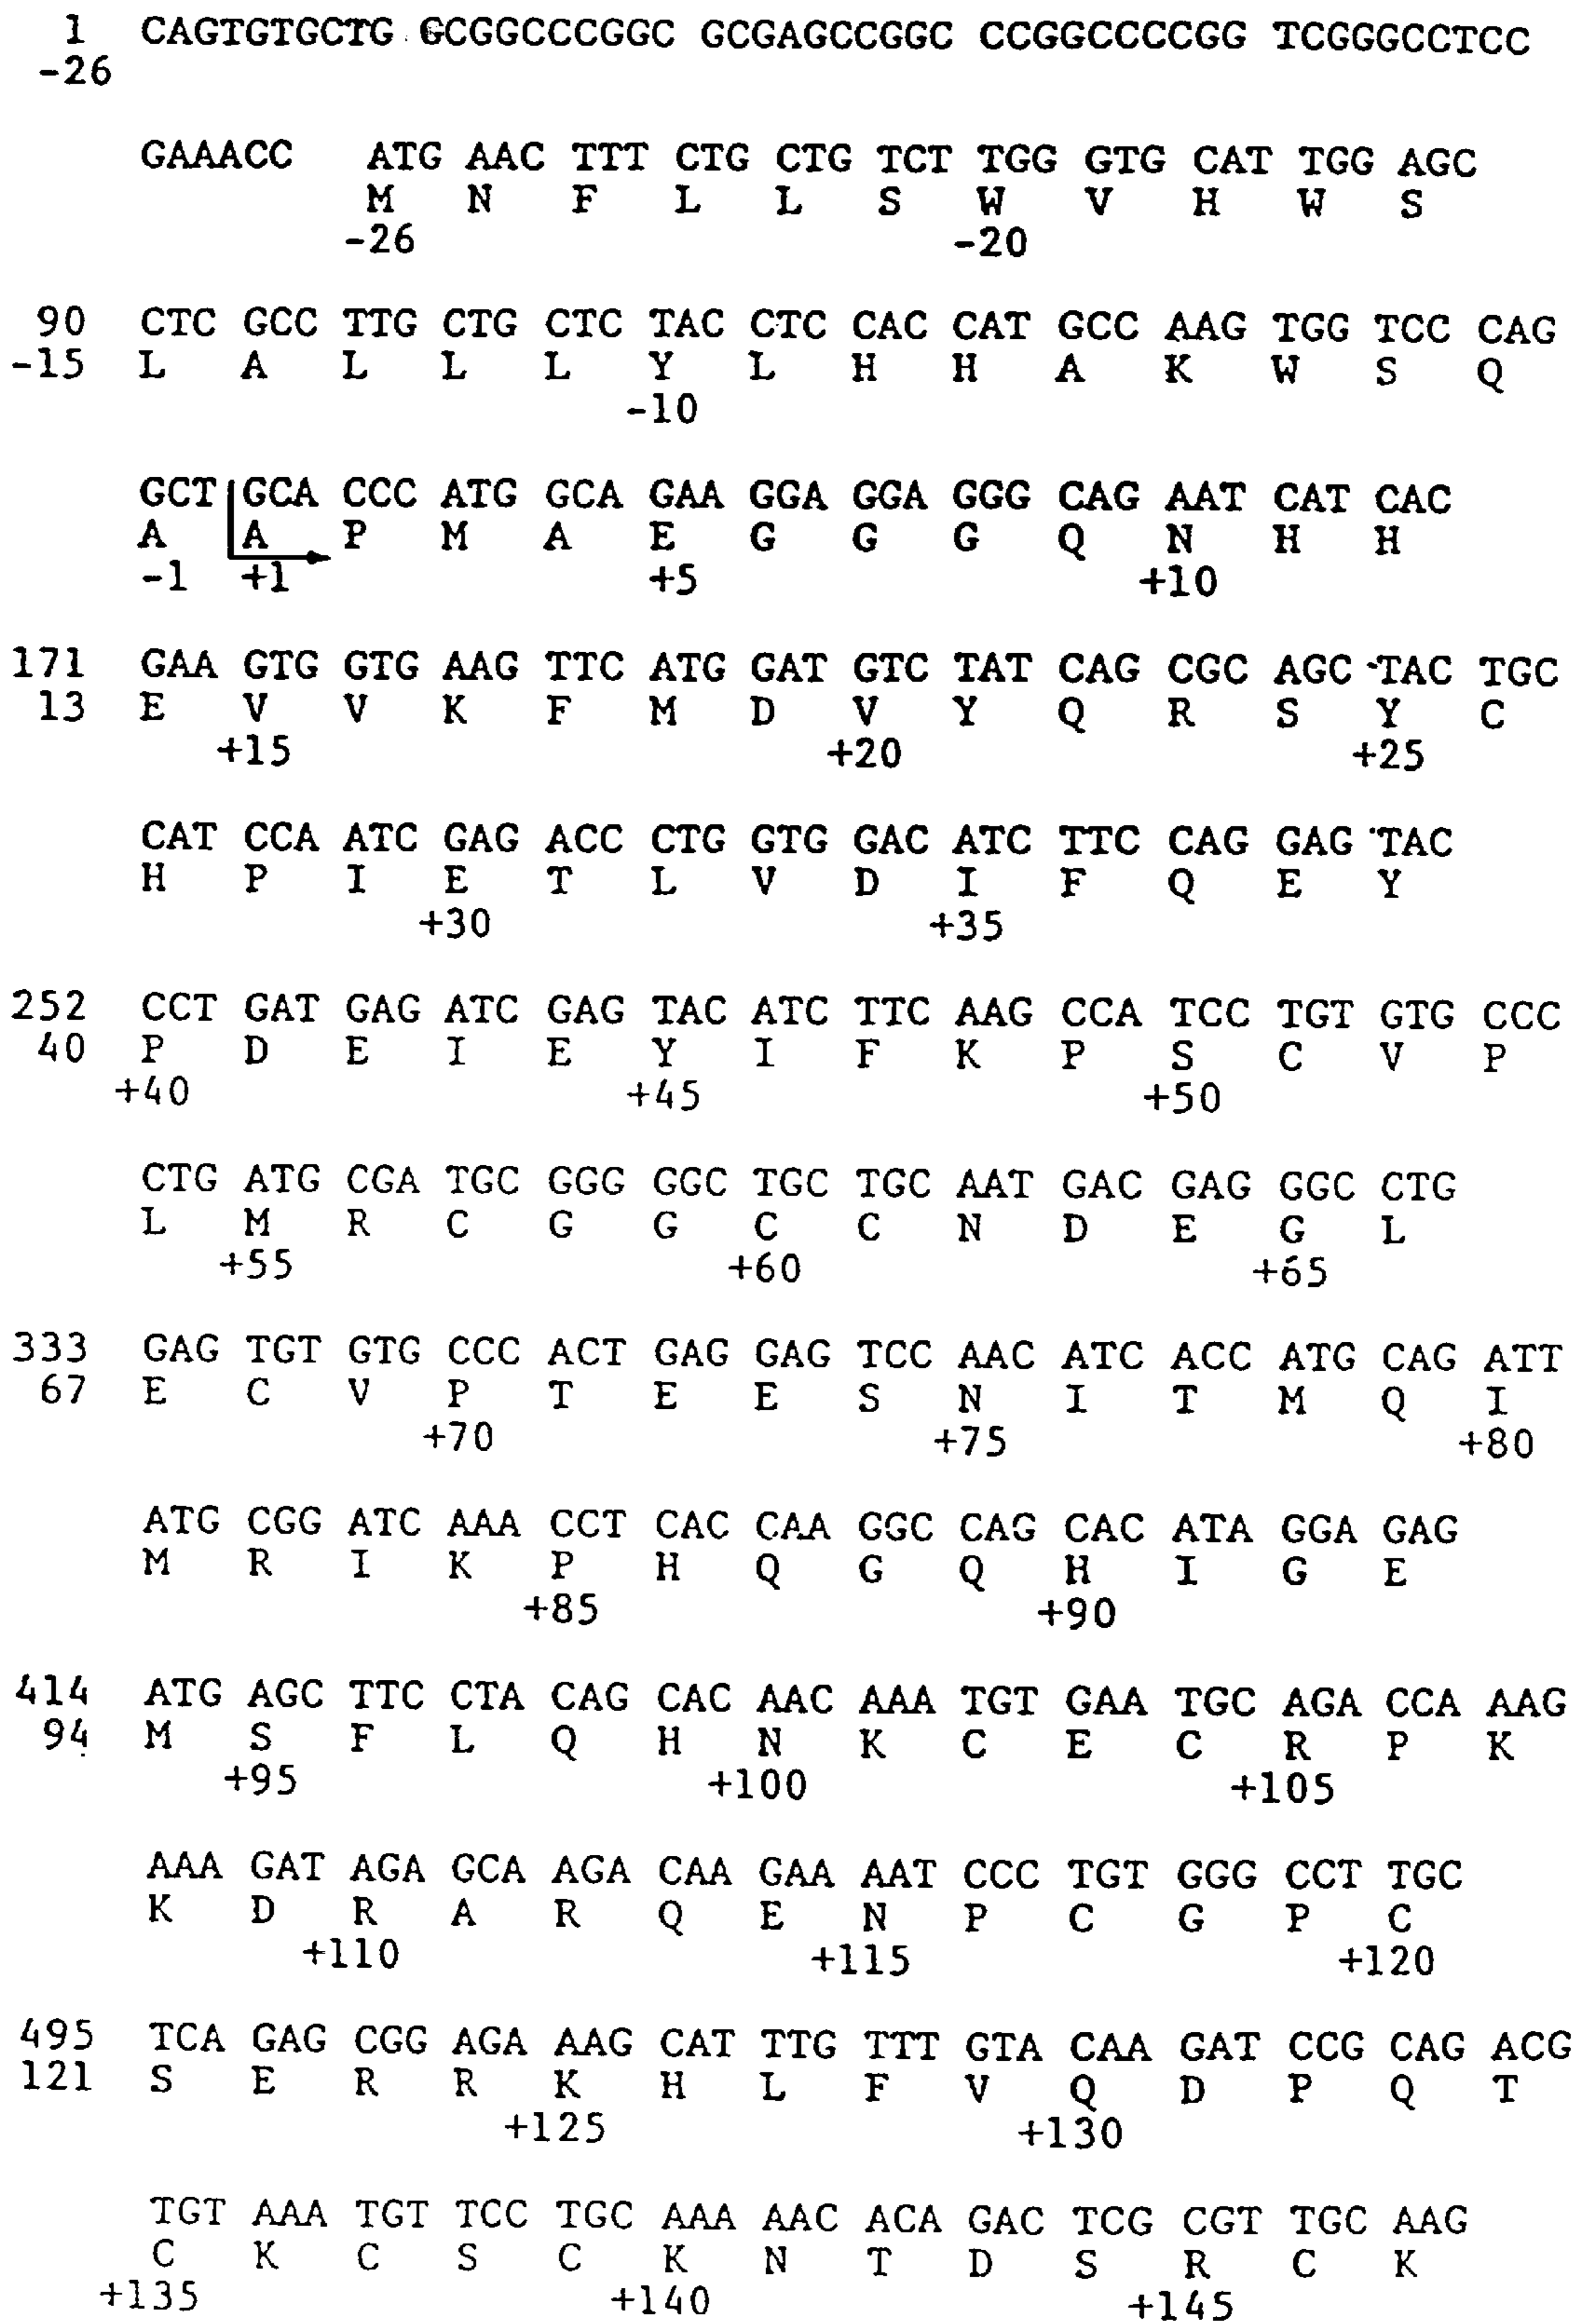 1 CAGTGTGCTG GCGGCCCGGC GCGAGCCGGC CCGGCCCCGG TCGGGCCTCC
-26
GAAACC ATG AAC TTT CTG CTG TCT TGG GTG CAT TGG AGC
M N F L L S W V H W S
-26 -20
90 CTC GCC TTG CTG CTC TAC CTC CAC CAT GCC AAG TGG TCC CAG
-15 L A L L L Y L H H A K W S Q
-10
GCT GCA CCC ATG GCA GAA GGA GGA GGG CAG AAT CAT CAC
A A P M A E G G G Q N H H
-1 +1 +5 +10
171 GAA GTG GTG AAG TTC ATG GAT GTC TAT CAG CGC AGC TAC TGC
13 E V V K F M D V Y Q R S Y C
+15 +20 +25
CAT CCA ATC GAG ACC CTG GTG GAC ATC TTC CAG GAG TAC
H P I E T L V D I F Q E Y
+30 +35
252 CCT GAT GAG ATC GAG TAC ATC TTC AAG CCA TCC TGT GTG CCC
40 P D E I E Y I F K P S C V P
+40 +45 +50
CTG ATG CGA TGC GGG GGC TGC TGC AAT GAC GAG GGC CTG
L M R C G G C C N D E G L
+55 +60 +65
333 GAG TGT GTG CCC ACT GAG GAG TCC AAC ATC ACC ATG CAG ATT
67 E C V P T E E S N I T M Q I
+70 +75 +80
ATG CGG ATC AAA CCT CAC CAA GGC CAG CAC ATA GGA GAG
M R I K P H Q G Q H I G E
+85 +90
414 ATG AGC TTC CTA CAG CAC AAC AAA TGT GAA TGC AGA CCA AAG
94 M S F L Q H N K C E C R P K
+95 +100 +105
AAA GAT AGA GCA AGA CAA GAA AAT CCC TGT GGG CCT TGC
K D R A R Q E N P C G P C
+110 +115 +120
495 TCA GAG CGG AGA AAG CAT TTG TTT GTA CAA GAT CCG CAG ACG
121 S E R R K H L F V Q D P Q T
+125 +130
TGT AAA TGT TCC TGC AAA AAC ACA GAC TCG CGT TGC AAG
C K C S C K N T D S R C K
+135 +140 +145